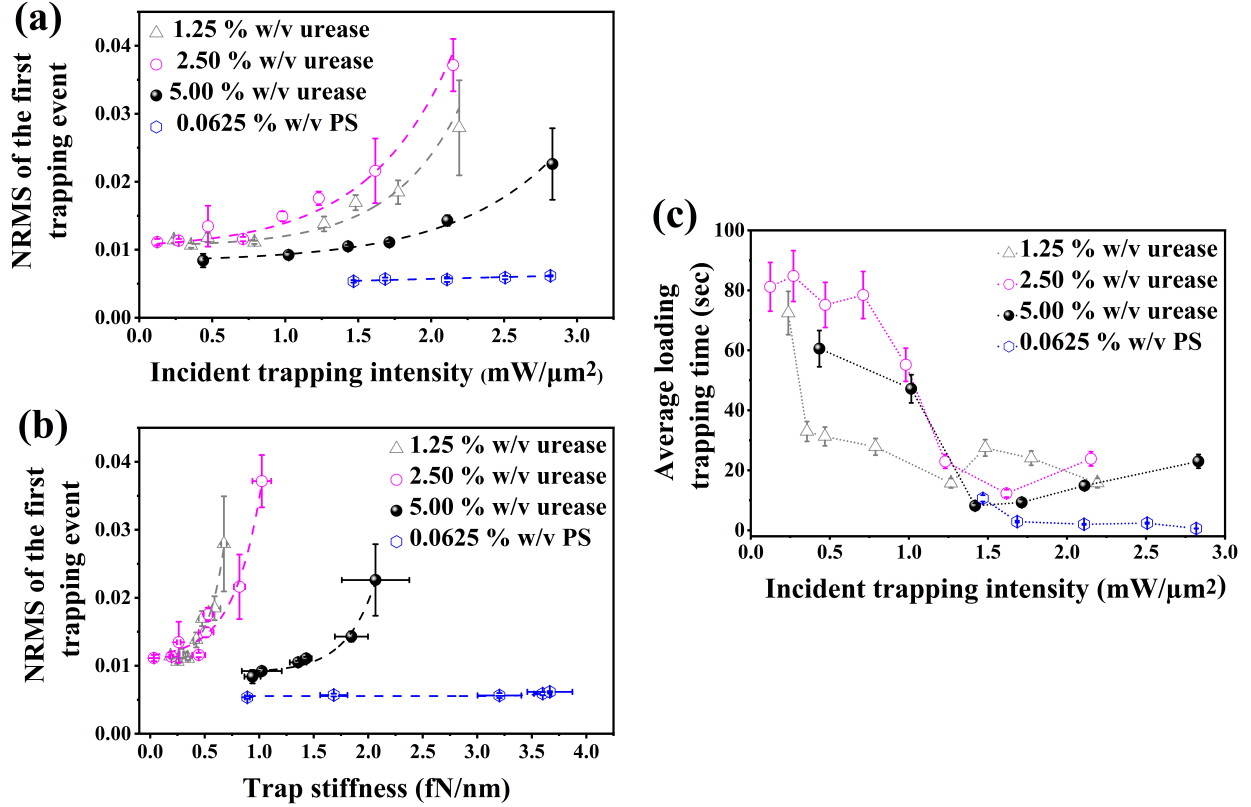 (a)
NRMS of the first
trapping event
0.04
0.03
0.02
0.01
0.00
1.25 % w/v urease
2.50 % w/v urease
5.00 % w/v urease
0.0625 % w/v PS
0.0 0.5 1.0 1.5 2.0 2.5 3.0
Incident trapping intensity (mW/μm²)
(b)
NRMS of the first
trapping event
0.04
0.03
0.02
0.01
0.00
1.25 % w/v urease
2.50 % w/v urease
5.00 % w/v urease
0.0625 % w/v PS
0.0 0.5 1.0 1.5 2.0 2.5 3.0 3.5 4.0
Trap stiffness (fN/nm)
(c)
Average loading
trapping time (sec)
100
80
60
40
20
0
1.25 % w/v urease
2.50 % w/v urease
5.00 % w/v urease
0.0625 % w/v PS
0.0 0.5 1.0 1.5 2.0 2.5 3.0
Incident trapping intensity (mW/μm²)